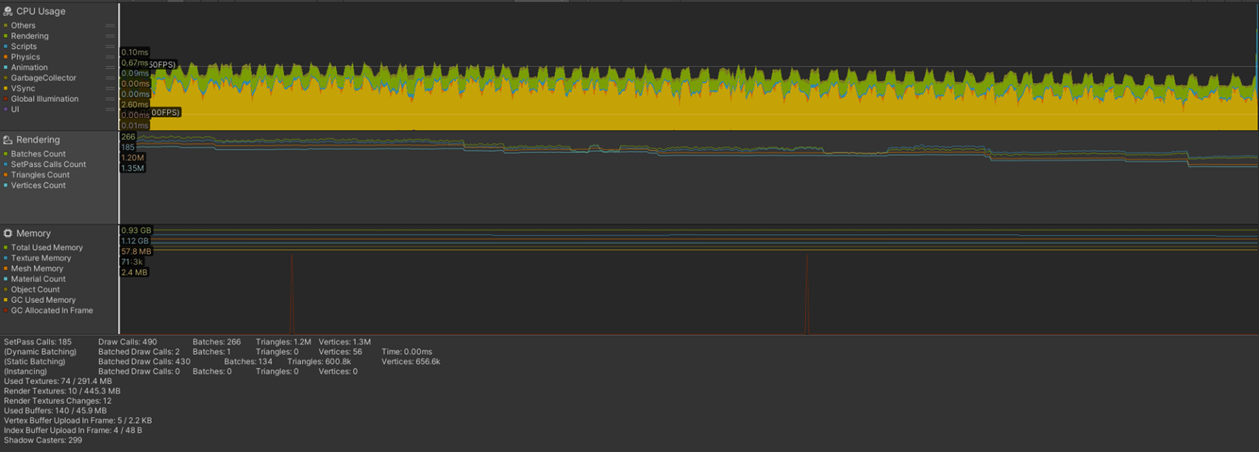 CPU Usage
Others
Rendering
Scripts
Physics
Animation
GarbageCollector
VSync
Global Illumination
UI
0.10ms
0.67ms
0.09ms
0.00ms
0.00ms
2.60ms
0.00ms
0.01ms
Rendering
Batches Count
SetPass Calls Count
Triangles Count
Vertices Count
266
185
1.20M
1.35M
Memory
Total Used Memory
Texture Memory
Mesh Memory
Material Count
Object Count
GC Used Memory
GC Allocated In Frame
0.93 GB
1.12 GB
57.8 MB
2.4 MB
SetPass Calls: 185 Draw Calls: 490 Batches: 266 Triangles: 1.2M Vertices: 1.3M
(Dynamic Batching) Batched Draw Calls: 2 Batches: 1 Triangles: 0 Vertices: 56 Time: 0.00ms
(Static Batching) Batched Draw Calls: 430 Batches: 134 Triangles: 600.8k Vertices: 656.6k
(Instancing) Batched Draw Calls: 0 Batches: 0 Triangles: 0 Vertices: 0
Used Textures: 74 / 291.4 MB
Render Textures: 10 / 445.3 MB
Render Textures Changes: 12
Used Buffers: 140 / 45.9 MB
Vertex Buffer Upload In Frame: 5 / 2.2 KB
Index Buffer Upload In Frame: 4 / 48 B
Shadow Casters: 299